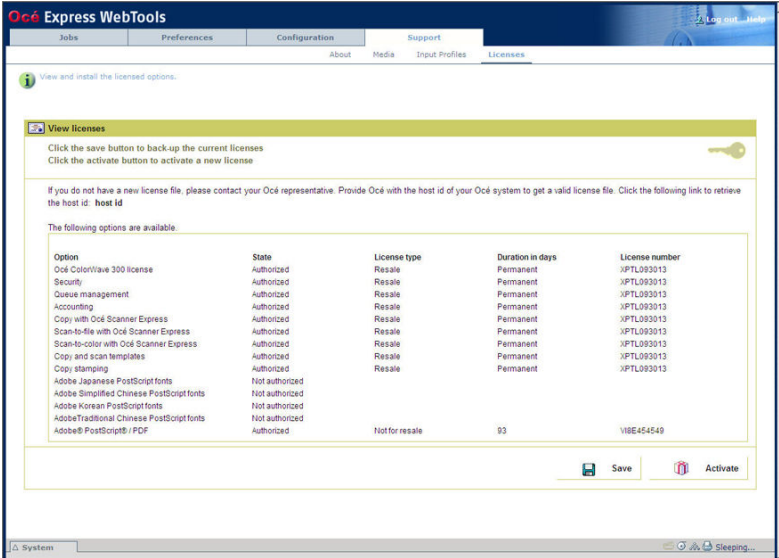 Océ Express WebTools
Log out Help
Jobs Preferences Configuration Support
About Media Input Profiles Licenses
View and install the licensed options.
View licenses
Click the save button to back-up the current licenses
Click the activate button to activate a new license
If you do not have a new license file, please contact your Océ representative. Provide Océ with the host id of your Océ system to get a valid license file. Click the following link to retrieve
the host id: host id
The following options are available.
Option State License type Duration in days License number
Océ ColorWave 300 license Authorized Resale Permanent XPTL093013
Security Authorized Resale Permanent XPTL093013
Queue management Authorized Resale Permanent XPTL093013
Accounting Authorized Resale Permanent XPTL093013
Copy with Océ Scanner Express Authorized Resale Permanent XPTL093013
Scan-to-file with Océ Scanner Express Authorized Resale Permanent XPTL093013
Scan-to-color with Océ Scanner Express Authorized Resale Permanent XPTL093013
Copy and scan templates Authorized Resale Permanent XPTL093013
Copy stamping Authorized Resale Permanent XPTL093013
Adobe Japanese PostScript fonts Not authorized
Adobe Simplified Chinese PostScript fonts Not authorized
Adobe Korean PostScript fonts Not authorized
AdobeTraditional Chinese PostScript fonts Not authorized
Adobe® PostScript® / PDF Authorized Not for resale 93 VI8E454549
Save Activate
System Sleeping...